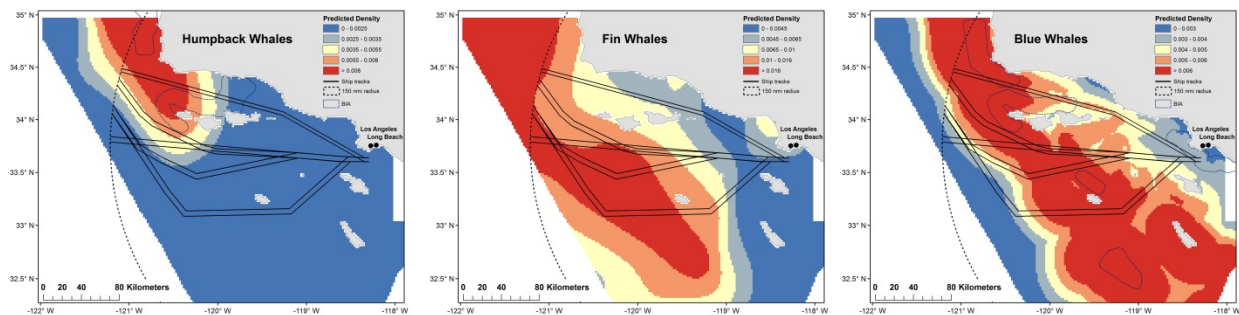 Humpback Whales
Predicted Density
0 - 0.0025
0.0025 - 0.0035
0.0035 - 0.0055
0.0055 - 0.008
> 0.008
Ship tracks
150 nmi radius
BIA
Los Angeles
Long Beach
35° N
34.5° N
34° N
33.5° N
33° N
32.5° N
0 20 40 80 Kilometers
-122° W -121° W -120° W -119° W -118° W
Fin Whales
Predicted Density
0 - 0.0045
0.0045 - 0.0065
0.0065 - 0.01
0.01 - 0.016
> 0.016
Ship tracks
150 nmi radius
Los Angeles
Long Beach
35° N
34.5° N
34° N
33.5° N
33° N
32.5° N
0 20 40 80 Kilometers
-122° W -121° W -120° W -119° W -118° W
Blue Whales
Predicted Density
0 - 0.003
0.003 - 0.004
0.004 - 0.005
0.005 - 0.006
> 0.006
Ship tracks
150 nmi radius
BIA
Los Angeles
Long Beach
35° N
34.5° N
34° N
33.5° N
33° N
32.5° N
0 20 40 80 Kilometers
-122° W -121° W -120° W -119° W -118° W